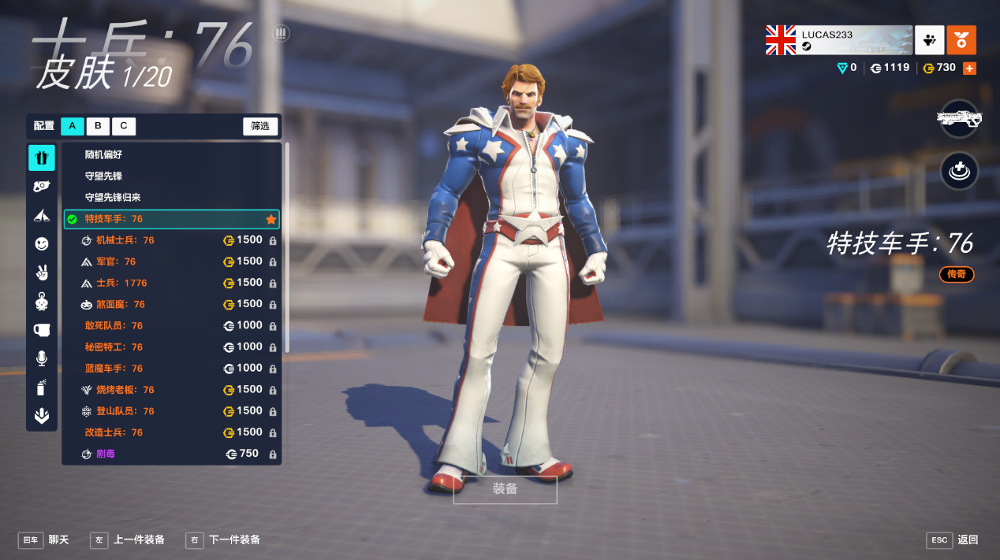 士兵：76
皮肤 1/20
LUCAS233
0 1119 730 +
配置 A B C 筛选
随机偏好
守望先锋
守望先锋归来
特技车手：76
机械士兵：76 1500
军官：76 1500
士兵：1776 1500
煞面魔：76 1500
敢死队员：76 1000
秘密特工：76 1000
蓝魔车手：76 1000
烧烤老板：76 1500
登山队员：76 1500
改造士兵：76 1500
剧毒 750
特技车手：76
传奇
装备
回车 聊天 左 上一件装备 右 下一件装备
ESC 返回